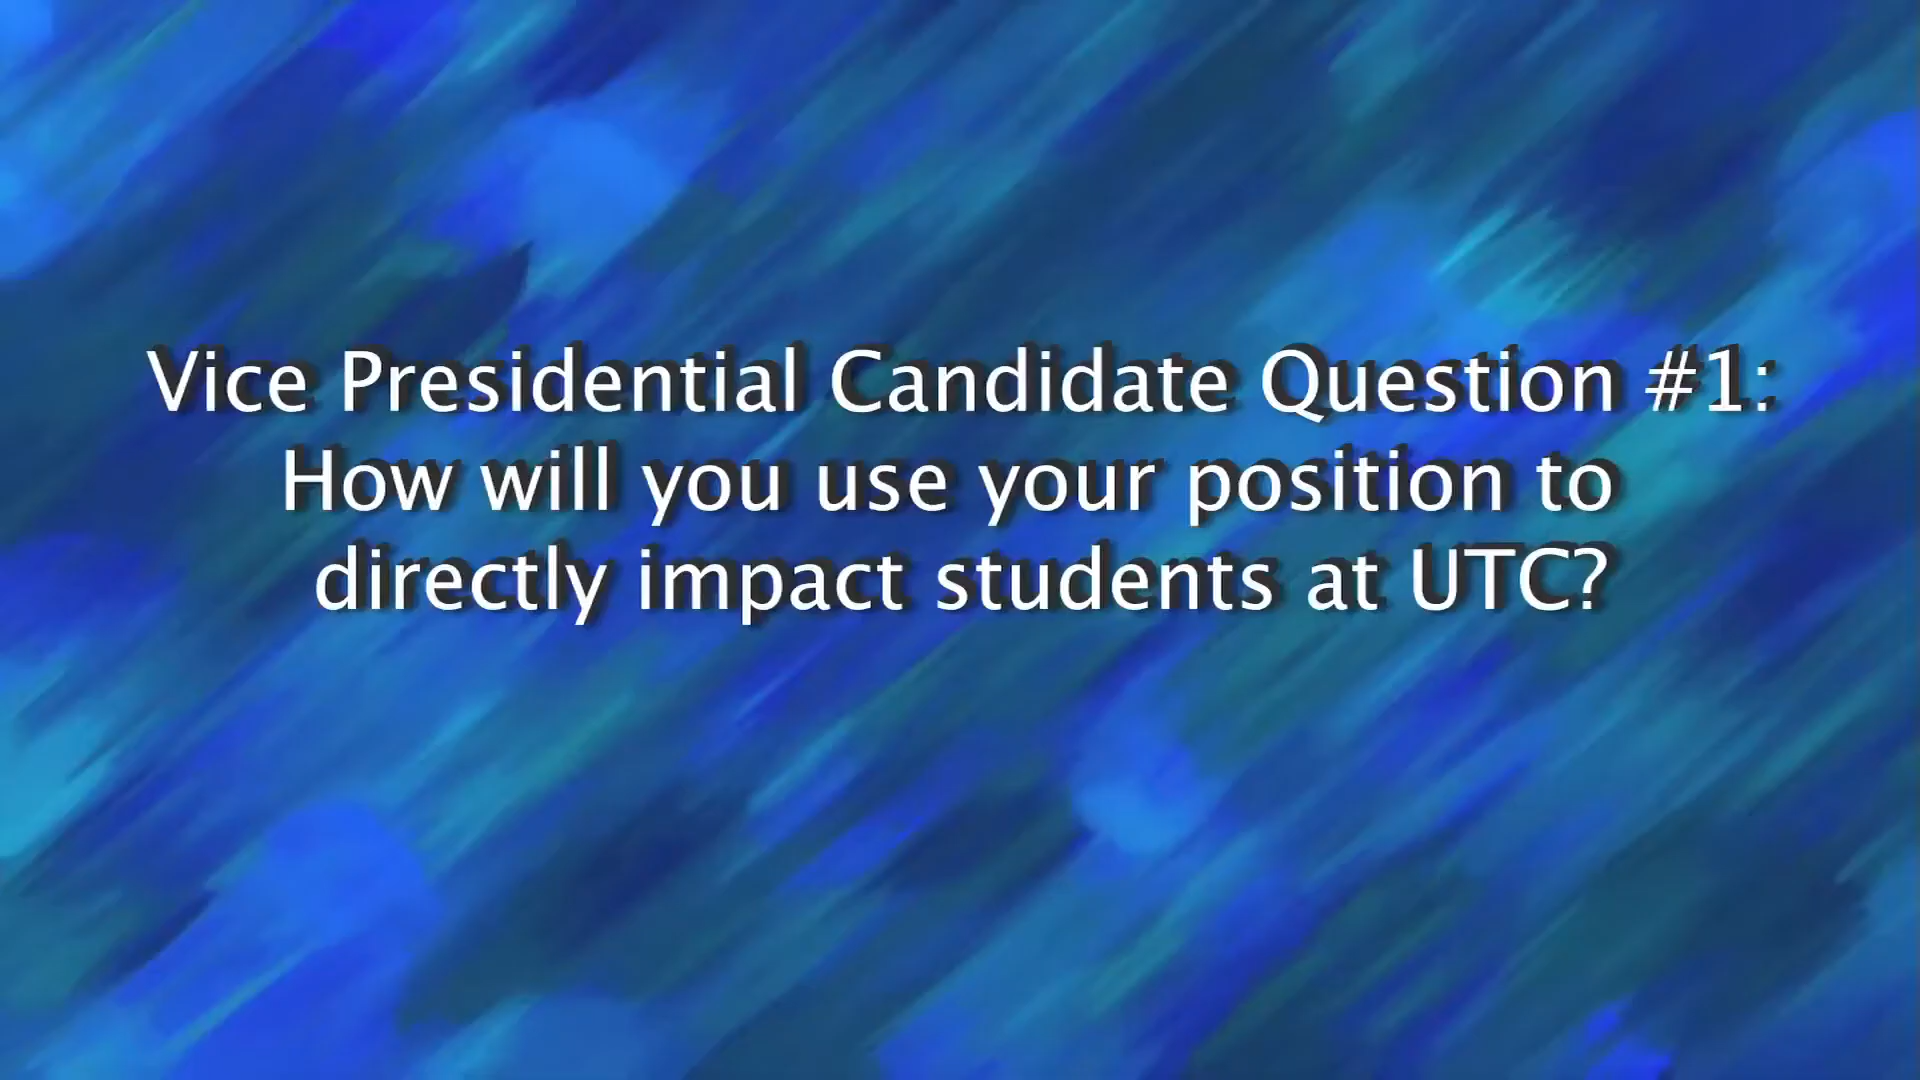 Vice Presidential Candidate Question #1:
How will you use your position to
directly impact students at UTC?